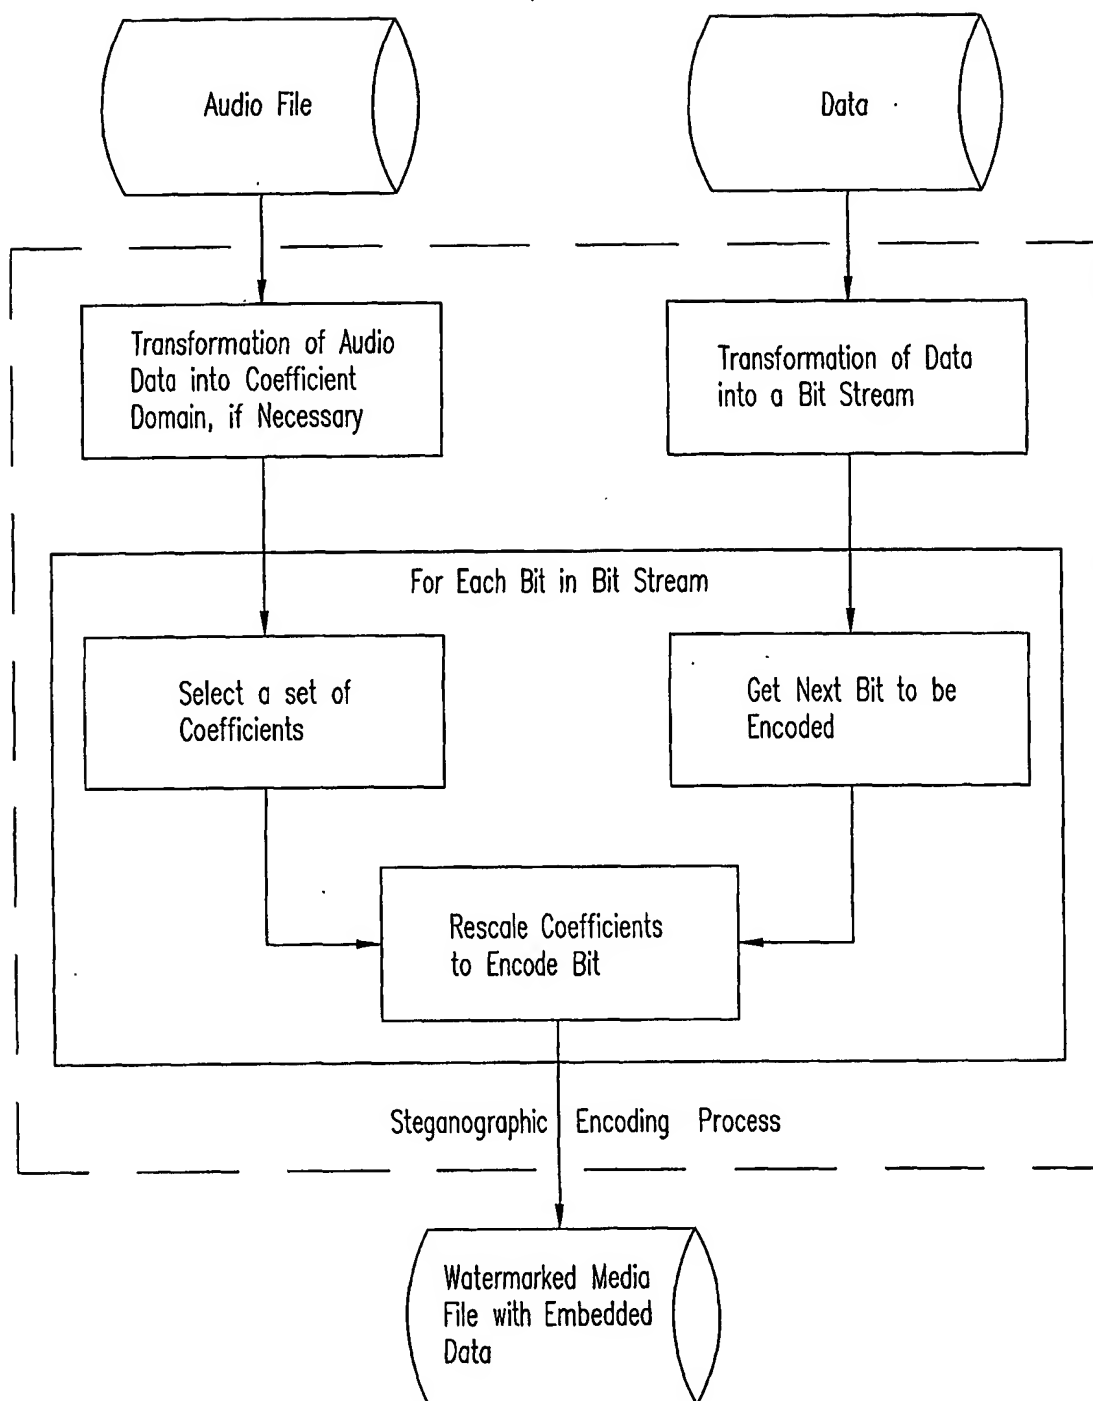 Audio File
Data
Transformation of Audio
Data into Coefficient
Domain, if Necessary
Transformation of Data
into a Bit Stream
For Each Bit in Bit Stream
Select a set of
Coefficients
Get Next Bit to be
Encoded
Rescale Coefficients
to Encode Bit
Steganographic Encoding Process
Watermarked Media
File with Embedded
Data